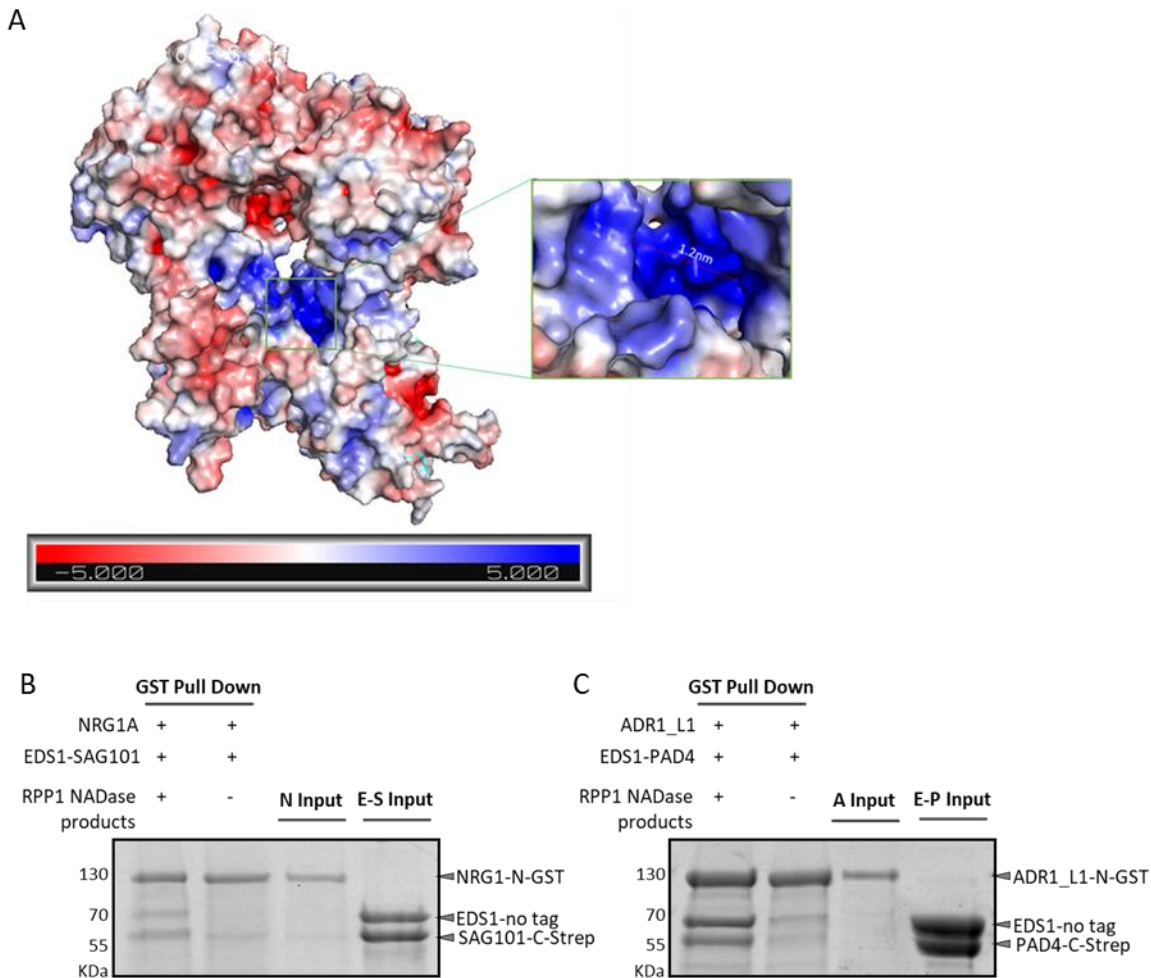 A
1.2nm
-5.000 5.000
B
GST Pull Down
NRG1A + +
EDS1-SAG101 + +
RPP1 NADase + - N Input E-S Input
products
130 NRG1-N-GST
70 EDS1-no tag
55 SAG101-C-Strep
KDa
C
GST Pull Down
ADR1_L1 + +
EDS1-PAD4 + +
RPP1 NADase + - A Input E-P Input
products
130 ADR1_L1-N-GST
70 EDS1-no tag
55 PAD4-C-Strep
KDa